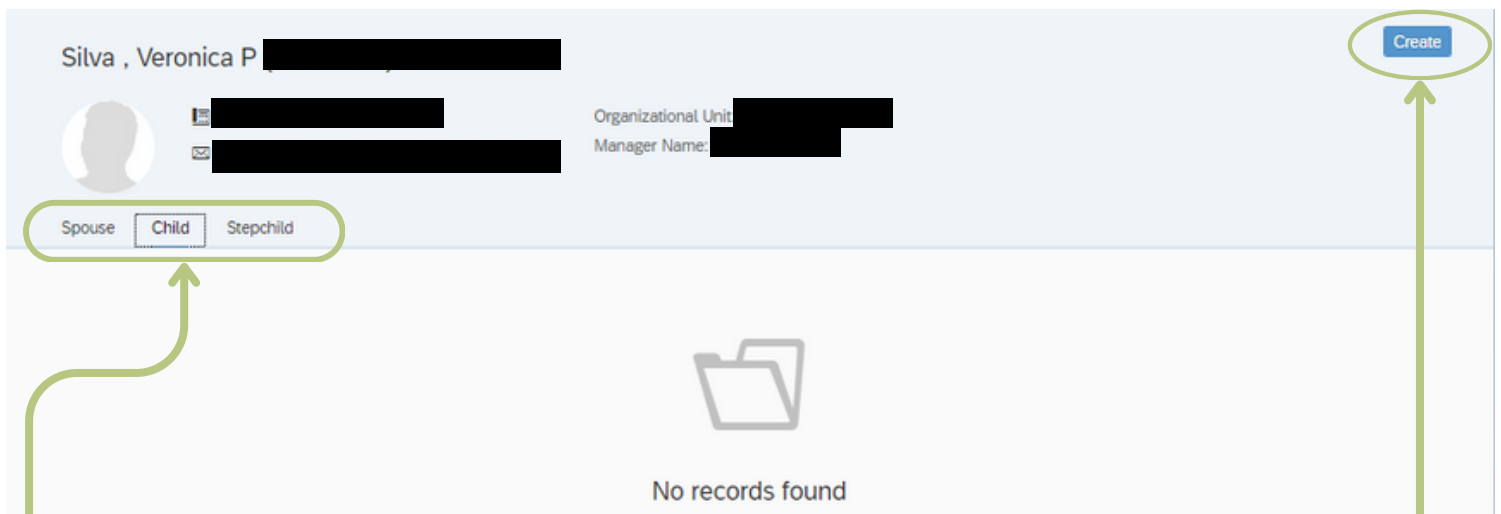 Silva , Veronica P
Create
Organizational Unit
Manager Name:
Spouse Child Stepchild
No records found